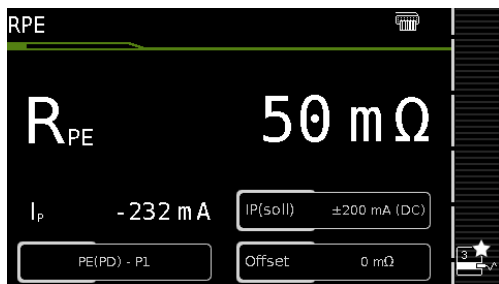 RPE
RPE 50 mΩ
IP -232 mA
IP(soll) ±200 mA (DC)
PE(PD) - P1
Offset 0 mΩ
3